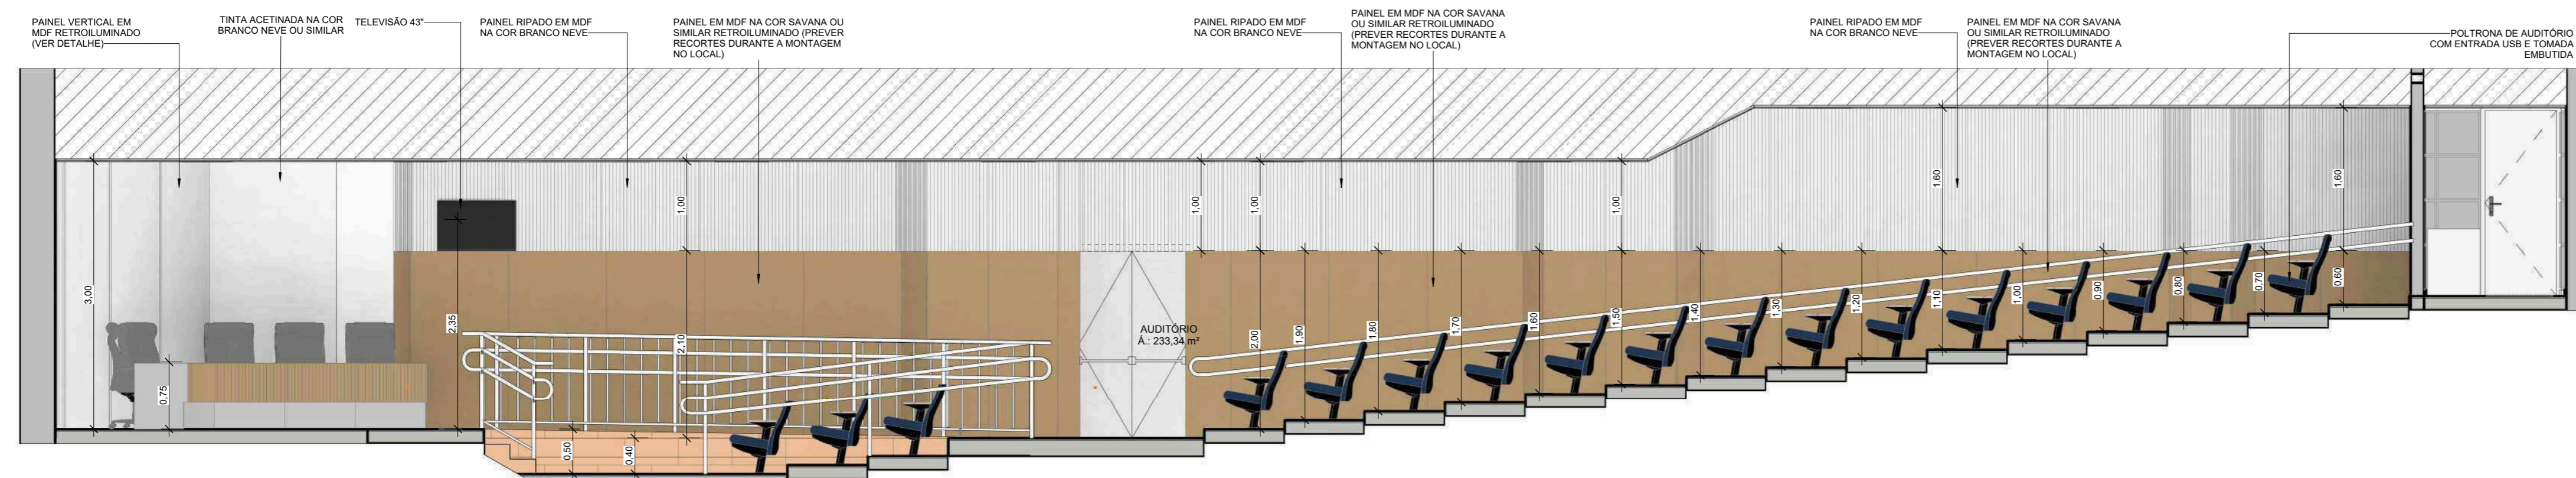 PAINEL VERTICAL EM
MDF RETROILUMINADO
(VER DETALHE)
TINTA ACETINADA NA COR
BRANCO NEVE OU SIMILAR
TELEVISÃO 43"
PAINEL RIPADO EM MDF
NA COR BRANCO NEVE
PAINEL EM MDF NA COR SAVANA OU
SIMILAR RETROILUMINADO (PREVER
RECORTES DURANTE A MONTAGEM
NO LOCAL)
PAINEL RIPADO EM MDF
NA COR BRANCO NEVE
PAINEL EM MDF NA COR SAVANA
OU SIMILAR RETROILUMINADO
(PREVER RECORTES DURANTE A
MONTAGEM NO LOCAL)
PAINEL RIPADO EM MDF
NA COR BRANCO NEVE
PAINEL EM MDF NA COR SAVANA
OU SIMILAR RETROILUMINADO
(PREVER RECORTES DURANTE A
MONTAGEM NO LOCAL)
POLTRONA DE AUDITÓRIO
COM ENTRADA USB E TOMADA
EMBUTIDA
3,00
0,75
2,35
1,00
2,10
0,50
0,40
AUDITÓRIO
Á.: 233,34 m²
1,00
1,00
2,00
1,90
1,80
1,70
1,60
1,00
1,50
1,40
1,30
1,20
1,60
1,10
1,00
0,90
0,80
0,70
1,60
0,60